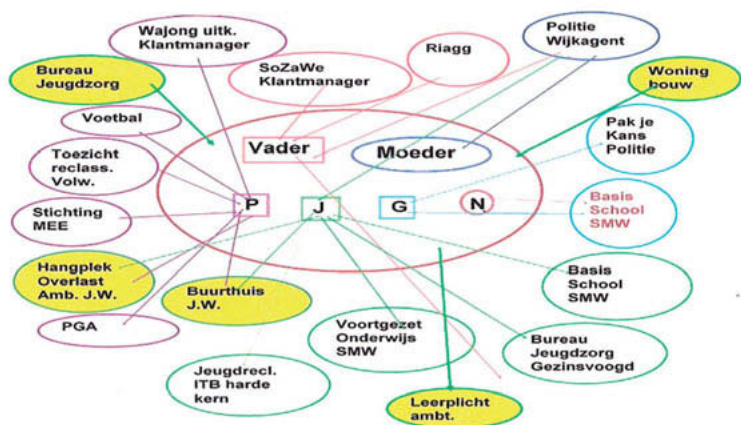 Wajong uitk.
Klantmanager
Riagg
Politie
Wijkagent
SoZaWe
Klantmanager
Bureau
Jeugdzorg
Woning
bouw
Voetbal
Vader
Moeder
Pak je
Kans
Politie
Toezicht
reclass.
Volw.
P
J
G
N
Basis
School
SMW
Stichting
MEE
Hangplek
Overlast
Amb. J.W.
Buurthuis
J.W.
Basis
School
SMW
PGA
Voortgezet
Onderwijs
SMW
Bureau
Jeugdzorg
Gezinsvoogd
Jeugdrecl.
ITB harde
kern
Leerplicht
ambt.